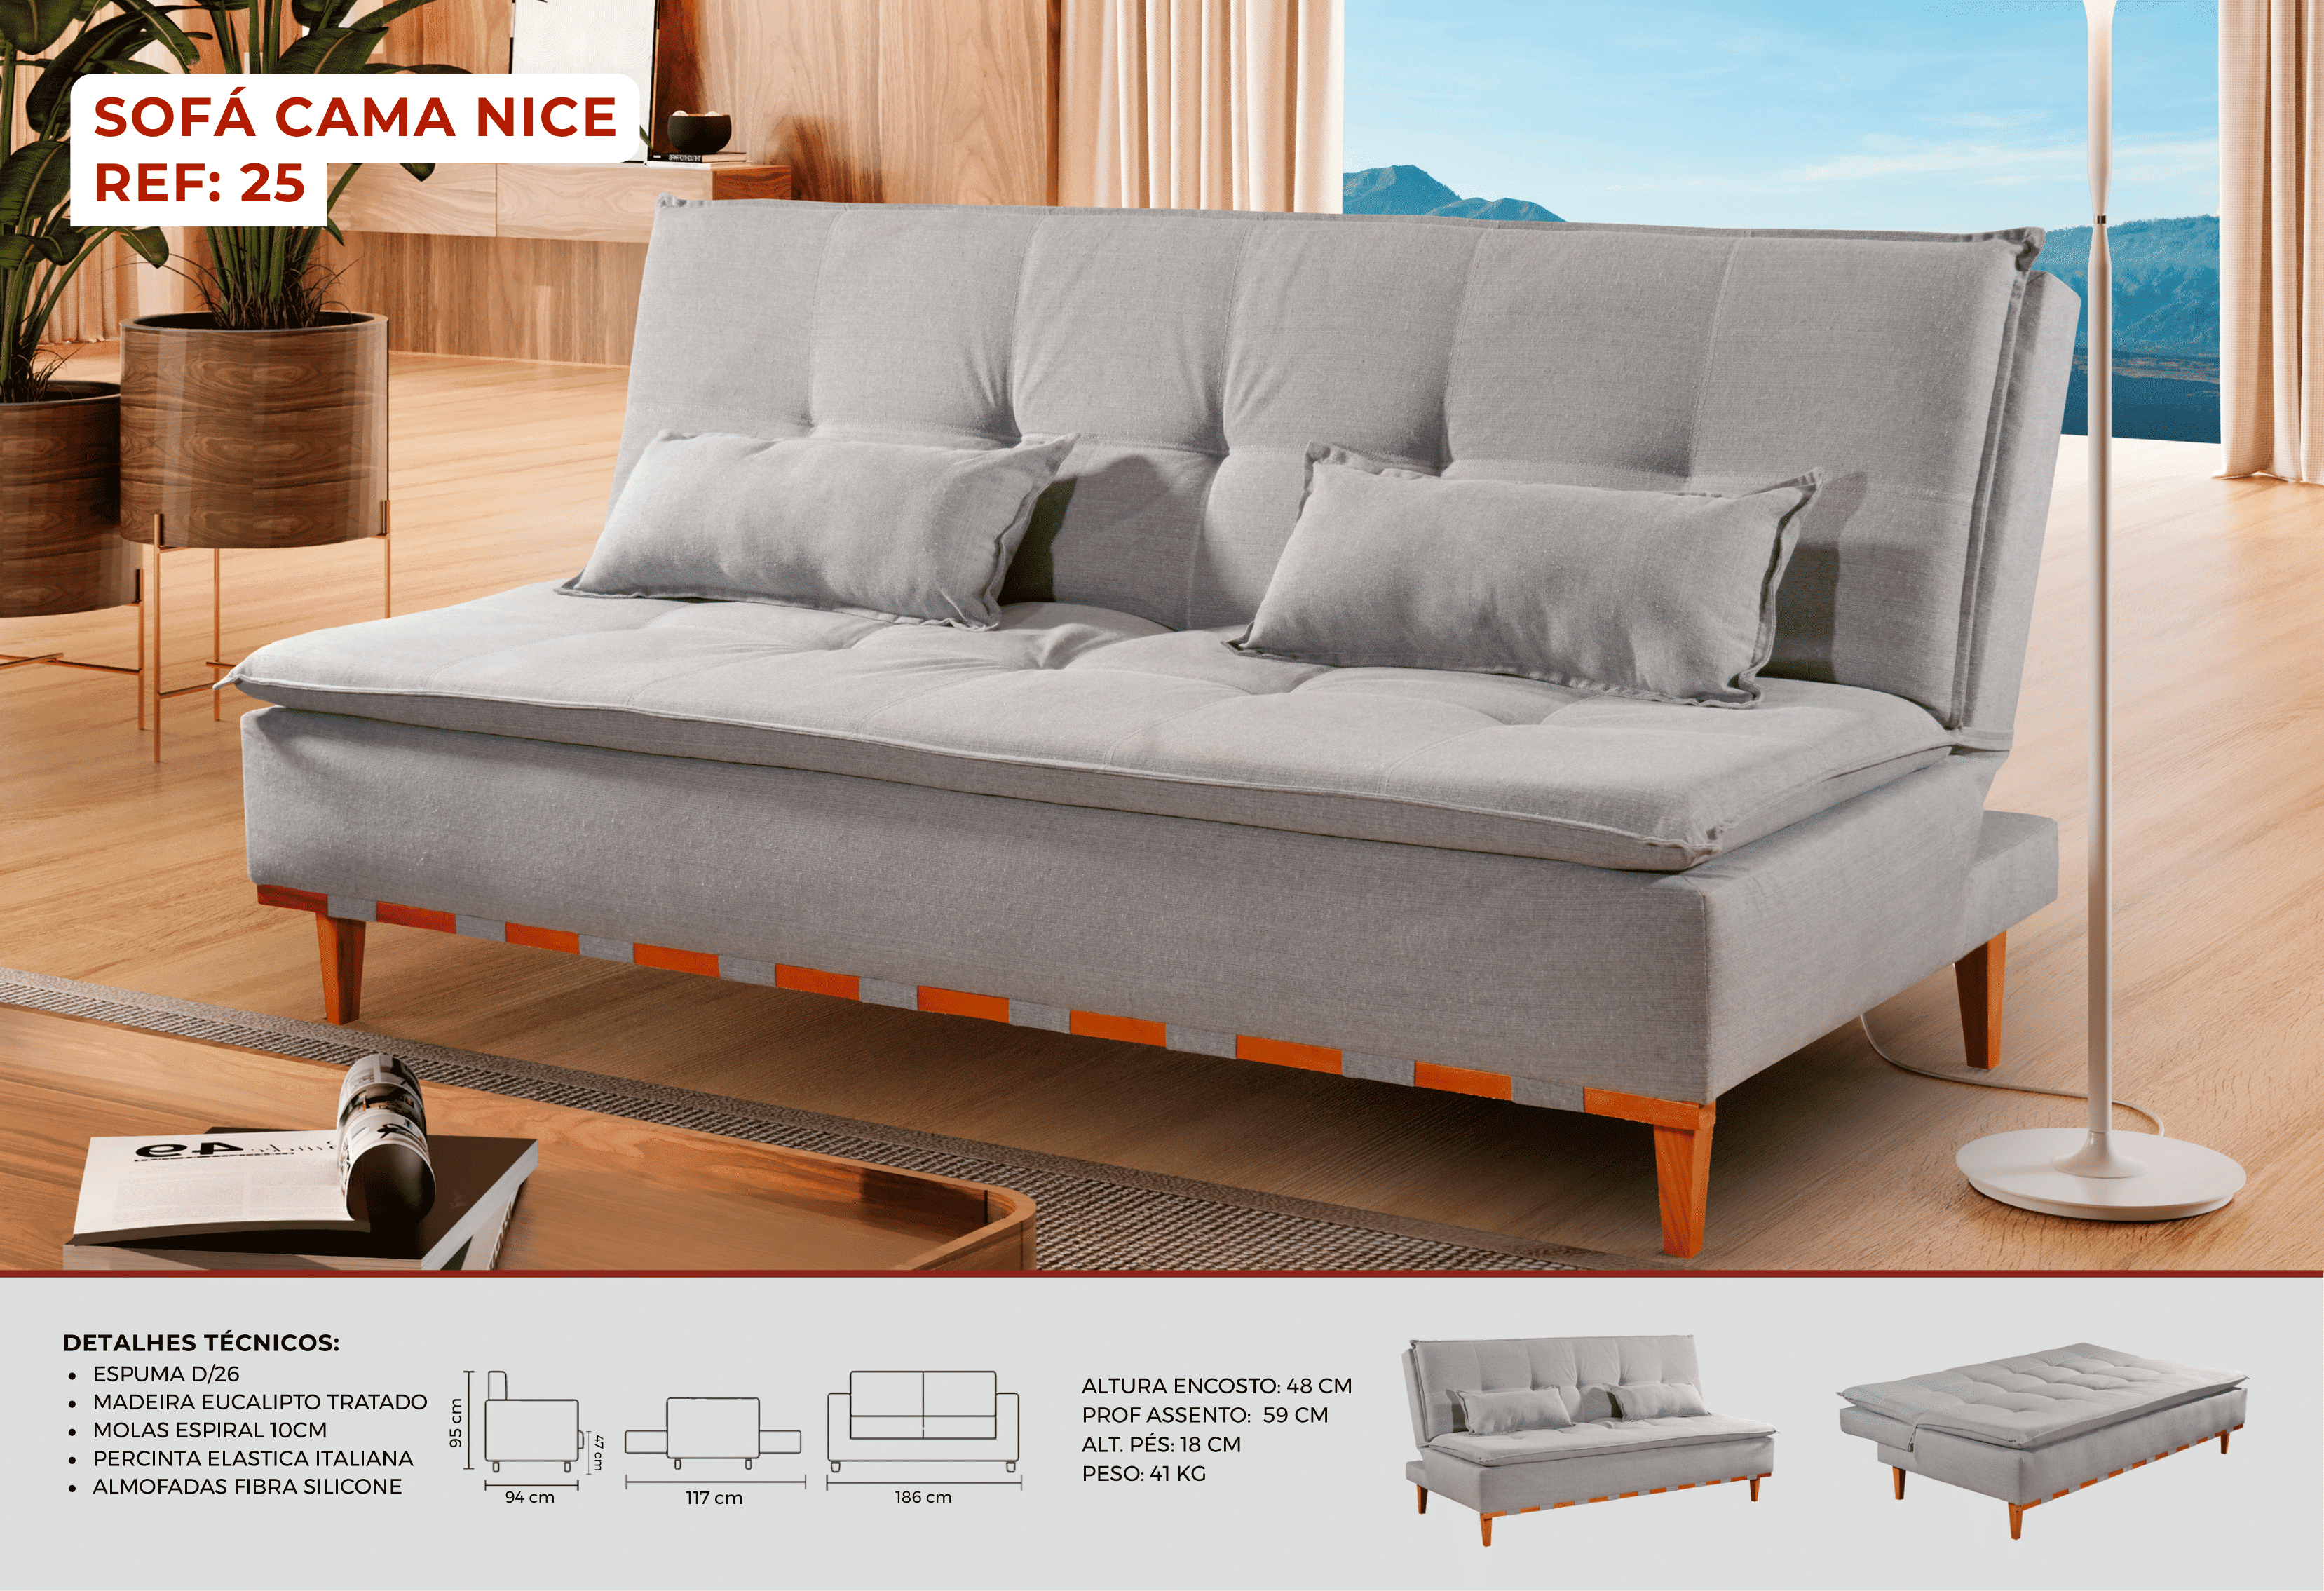 SOFÁ CAMA NICE
REF: 25
49
DETALHES TÉCNICOS:
• ESPUMA D/26
• MADEIRA EUCALIPTO TRATADO
• MOLAS ESPIRAL 10CM
• PERCINTA ELASTICA ITALIANA
• ALMOFADAS FIBRA SILICONE
95 cm
47 cm
94 cm
117 cm
186 cm
ALTURA ENCOSTO: 48 CM
PROF ASSENTO: 59 CM
ALT. PÉS: 18 CM
PESO: 41 KG